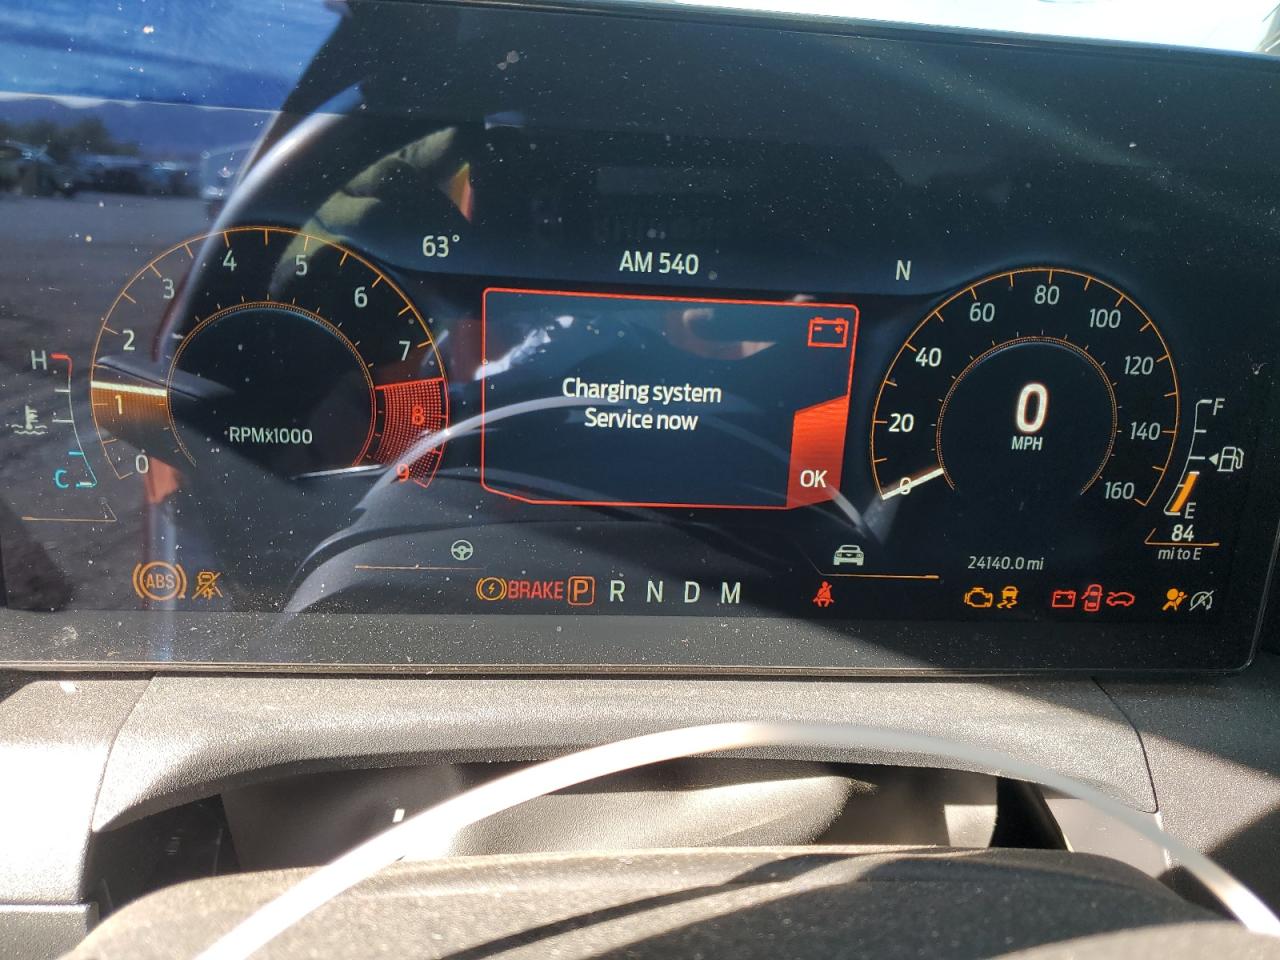 63°
AM 540
N
H
C
0
1
2
3
4
5
6
7
8
9
RPMx1000
Charging system
Service now
OK
0
20
40
60
80
100
120
140
160
0
MPH
F
E
84
mi to E
24140.0 mi
ABS
BRAKE P R N D M